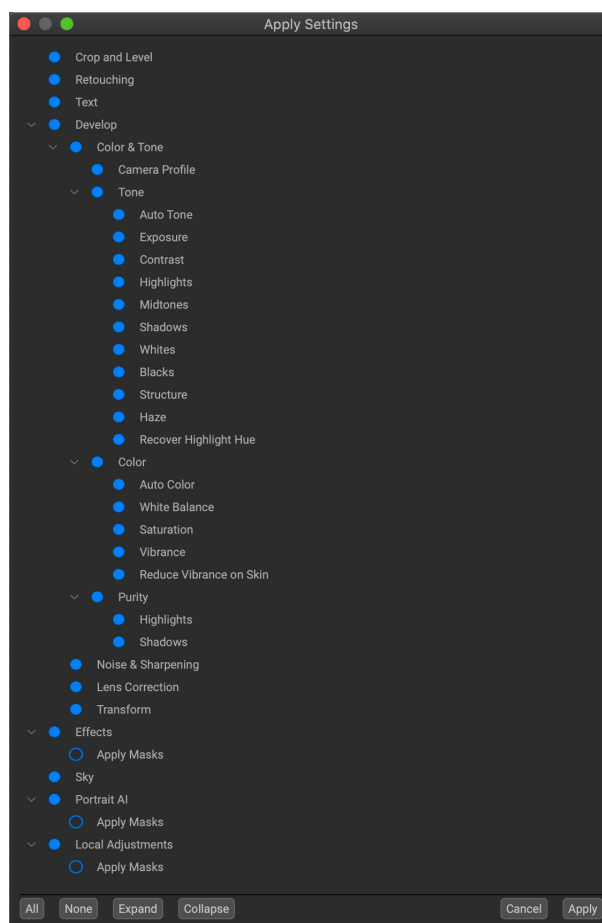 Apply Settings
Crop and Level
Retouching
Text
Develop
Color & Tone
Camera Profile
Tone
Auto Tone
Exposure
Contrast
Highlights
Midtones
Shadows
Whites
Blacks
Structure
Haze
Recover Highlight Hue
Color
Auto Color
White Balance
Saturation
Vibrance
Reduce Vibrance on Skin
Purity
Highlights
Shadows
Noise & Sharpening
Lens Correction
Transform
Effects
Apply Masks
Sky
Portrait AI
Apply Masks
Local Adjustments
Apply Masks
All None Expand Collapse Cancel Apply